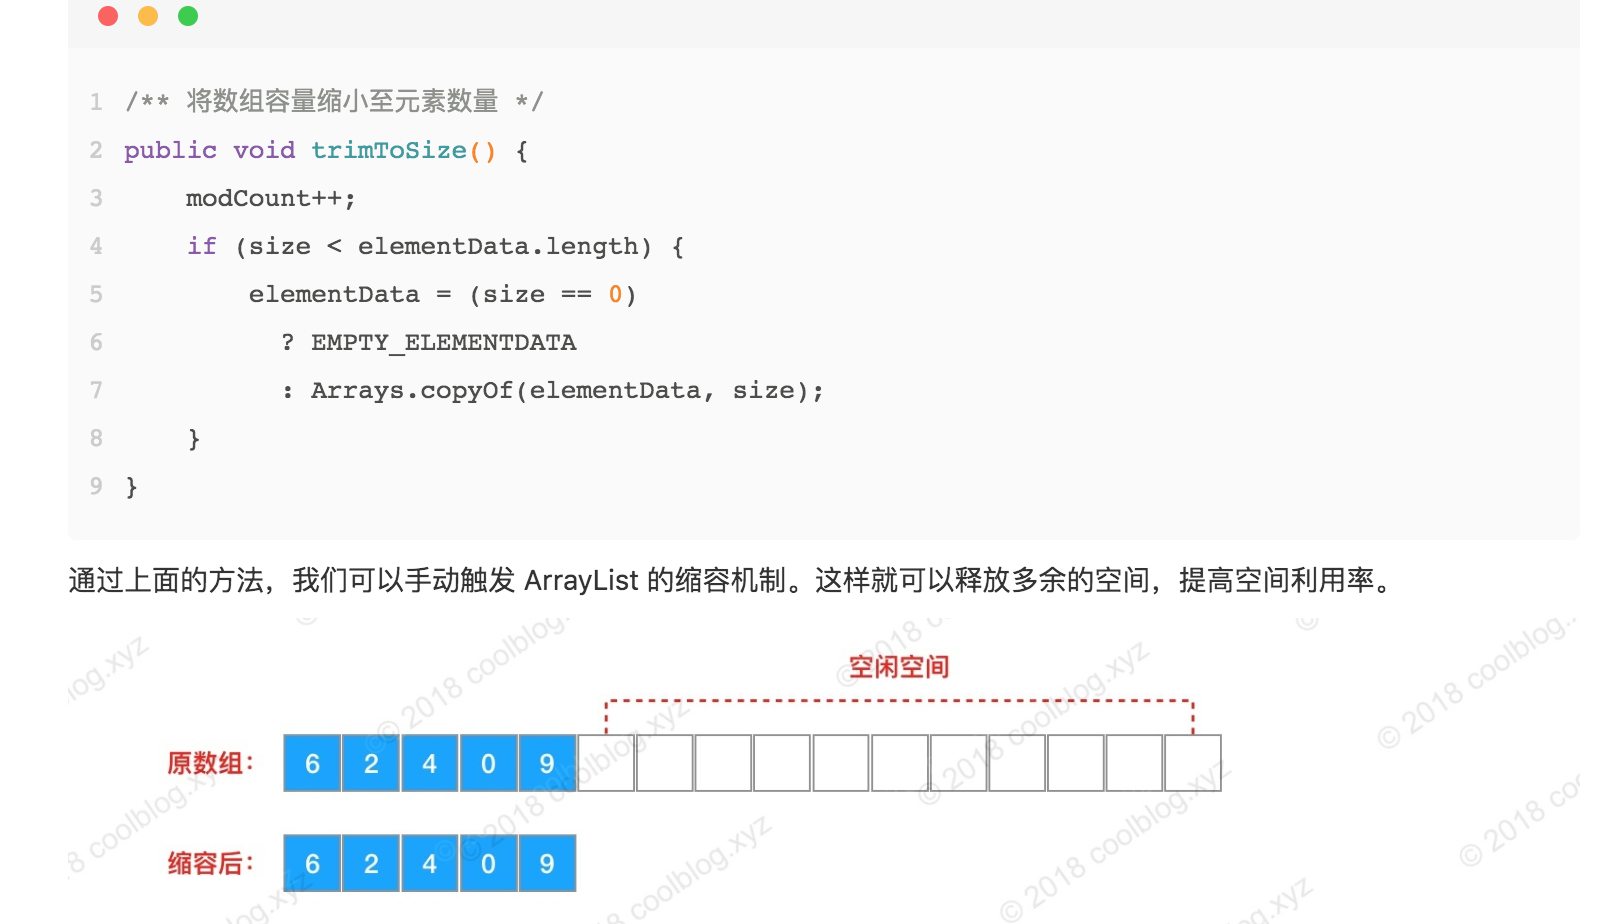 1 /** 将数组容量缩小至元素数量 */
2 public void trimToSize() {
3 modCount++;
4 if (size < elementData.length) {
5 elementData = (size == 0)
6 ? EMPTY_ELEMENTDATA
7 : Arrays.copyOf(elementData, size);
8 }
9 }
通过上面的方法，我们可以手动触发 ArrayList 的缩容机制。这样就可以释放多余的空间，提高空间利用率。
空闲空间
原数组： 6 2 4 0 9
缩容后： 6 2 4 0 9
© 2018 coolblog.xyz